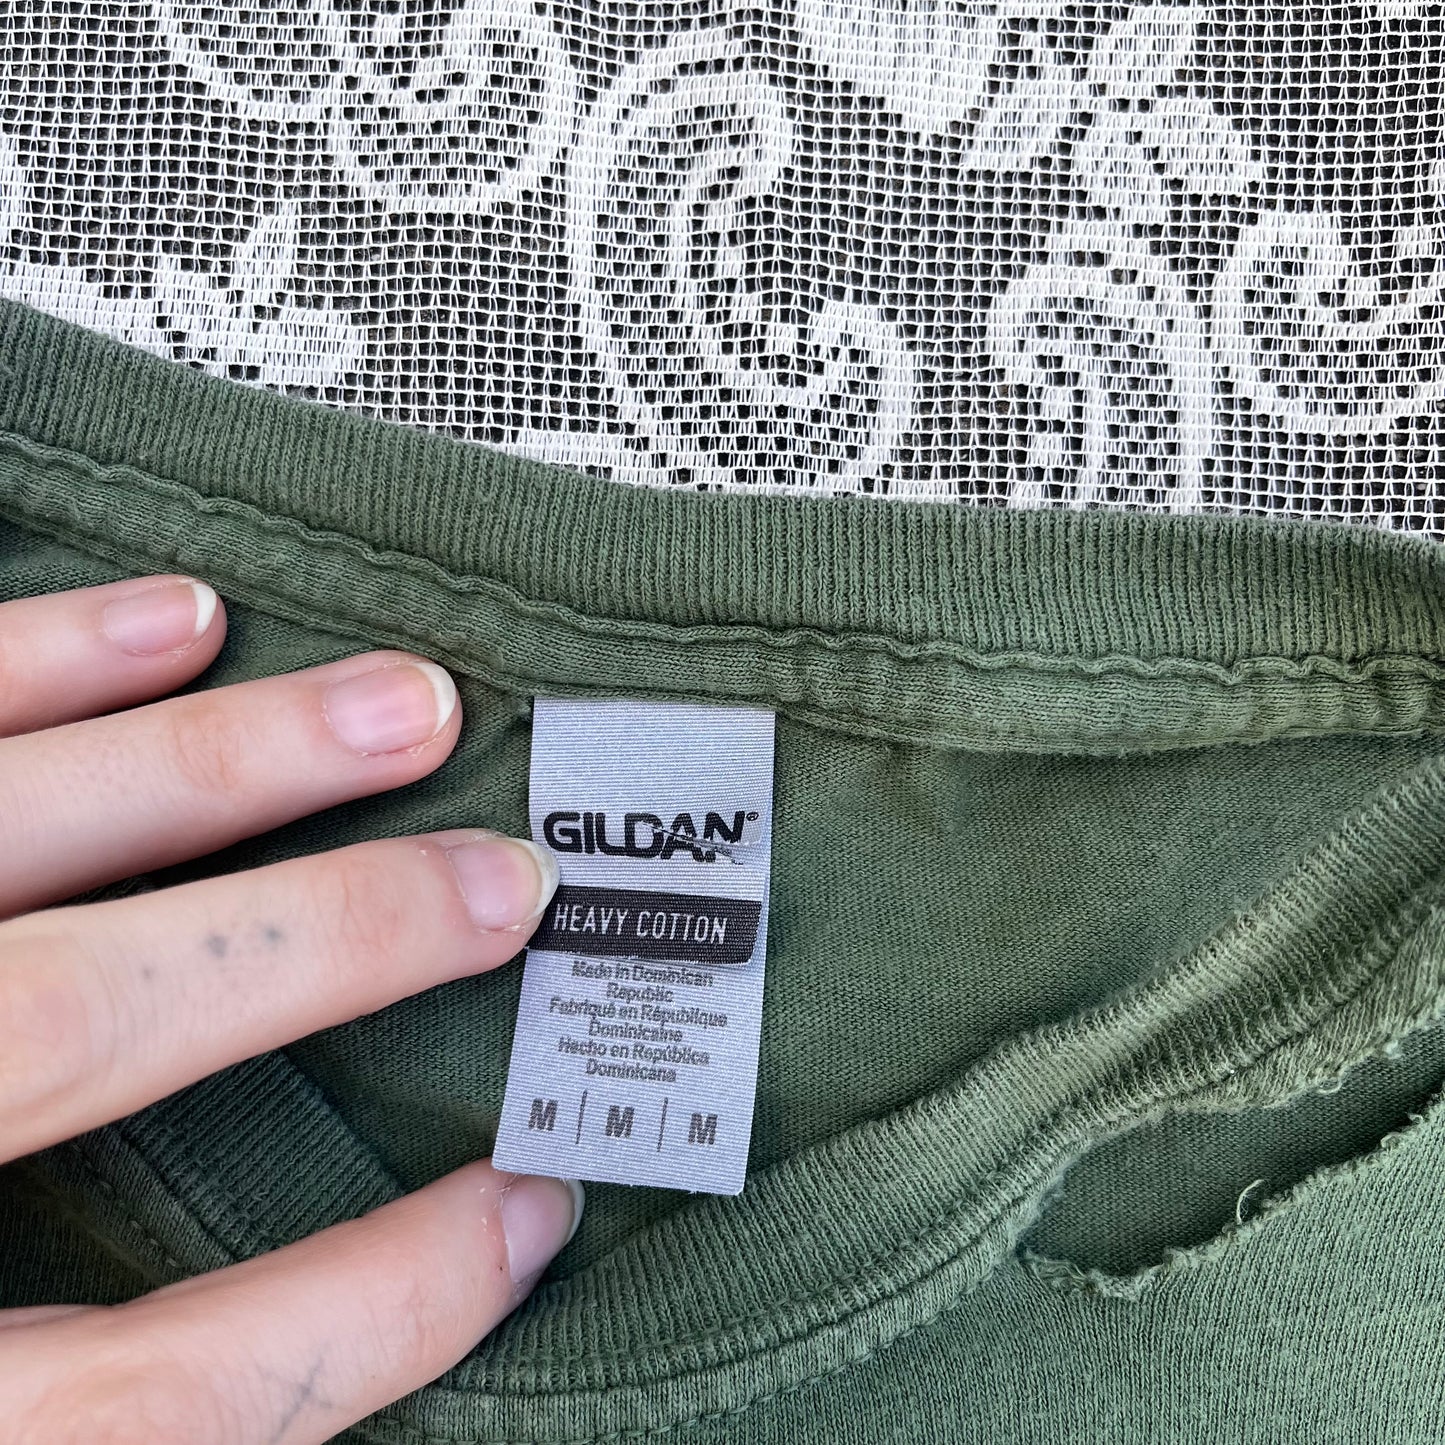 GILDAN®
HEAVY COTTON
Made in Dominican
Republic
Fabriqué en République
Dominicaine
Hecho en República
Dominicana
M | M | M